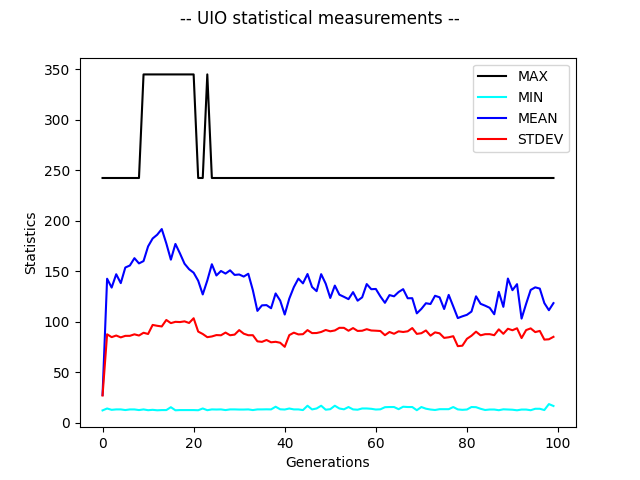 -- UIO statistical measurements --
350
300
250
200
150
100
50
0
Statistics
MAX
MIN
MEAN
STDEV
0 20 40 60 80 100
Generations